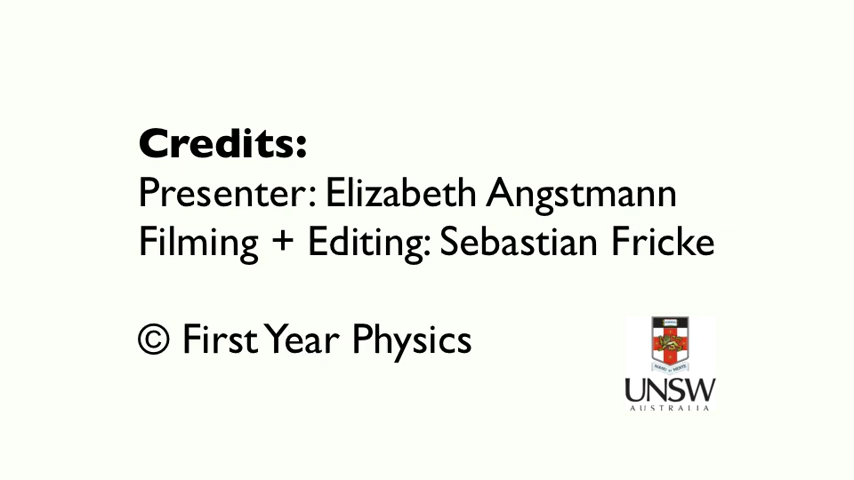 Credits:
Presenter: Elizabeth Angstmann
Filming + Editing: Sebastian Fricke
© First Year Physics
UNSW
AUSTRALIA